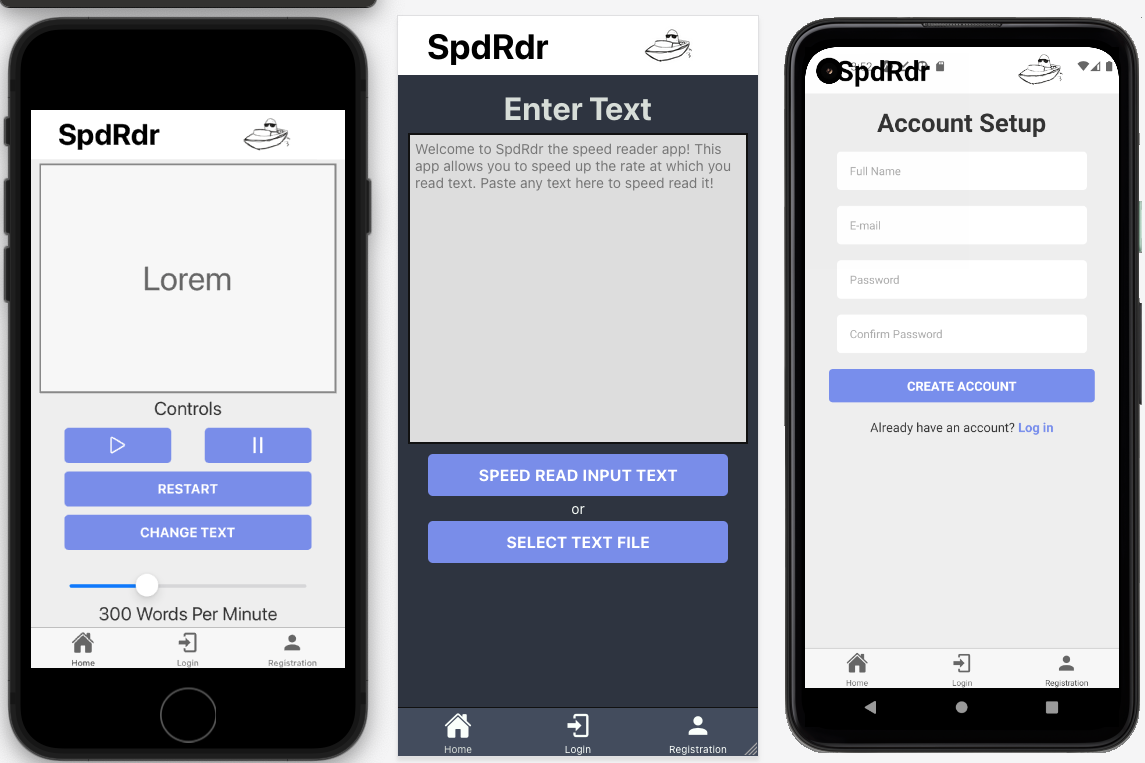 SpdRdr
Lorem
Controls
RESTART
CHANGE TEXT
300 Words Per Minute
Home
Login
Registration
SpdRdr
Enter Text
Welcome to SpdRdr the speed reader app! This
app allows you to speed up the rate at which you
read text. Paste any text here to speed read it!
SPEED READ INPUT TEXT
or
SELECT TEXT FILE
Home
Login
Registration
SpdRdr
Account Setup
Full Name
E-mail
Password
Confirm Password
CREATE ACCOUNT
Already have an account? Log in
Home
Login
Registration